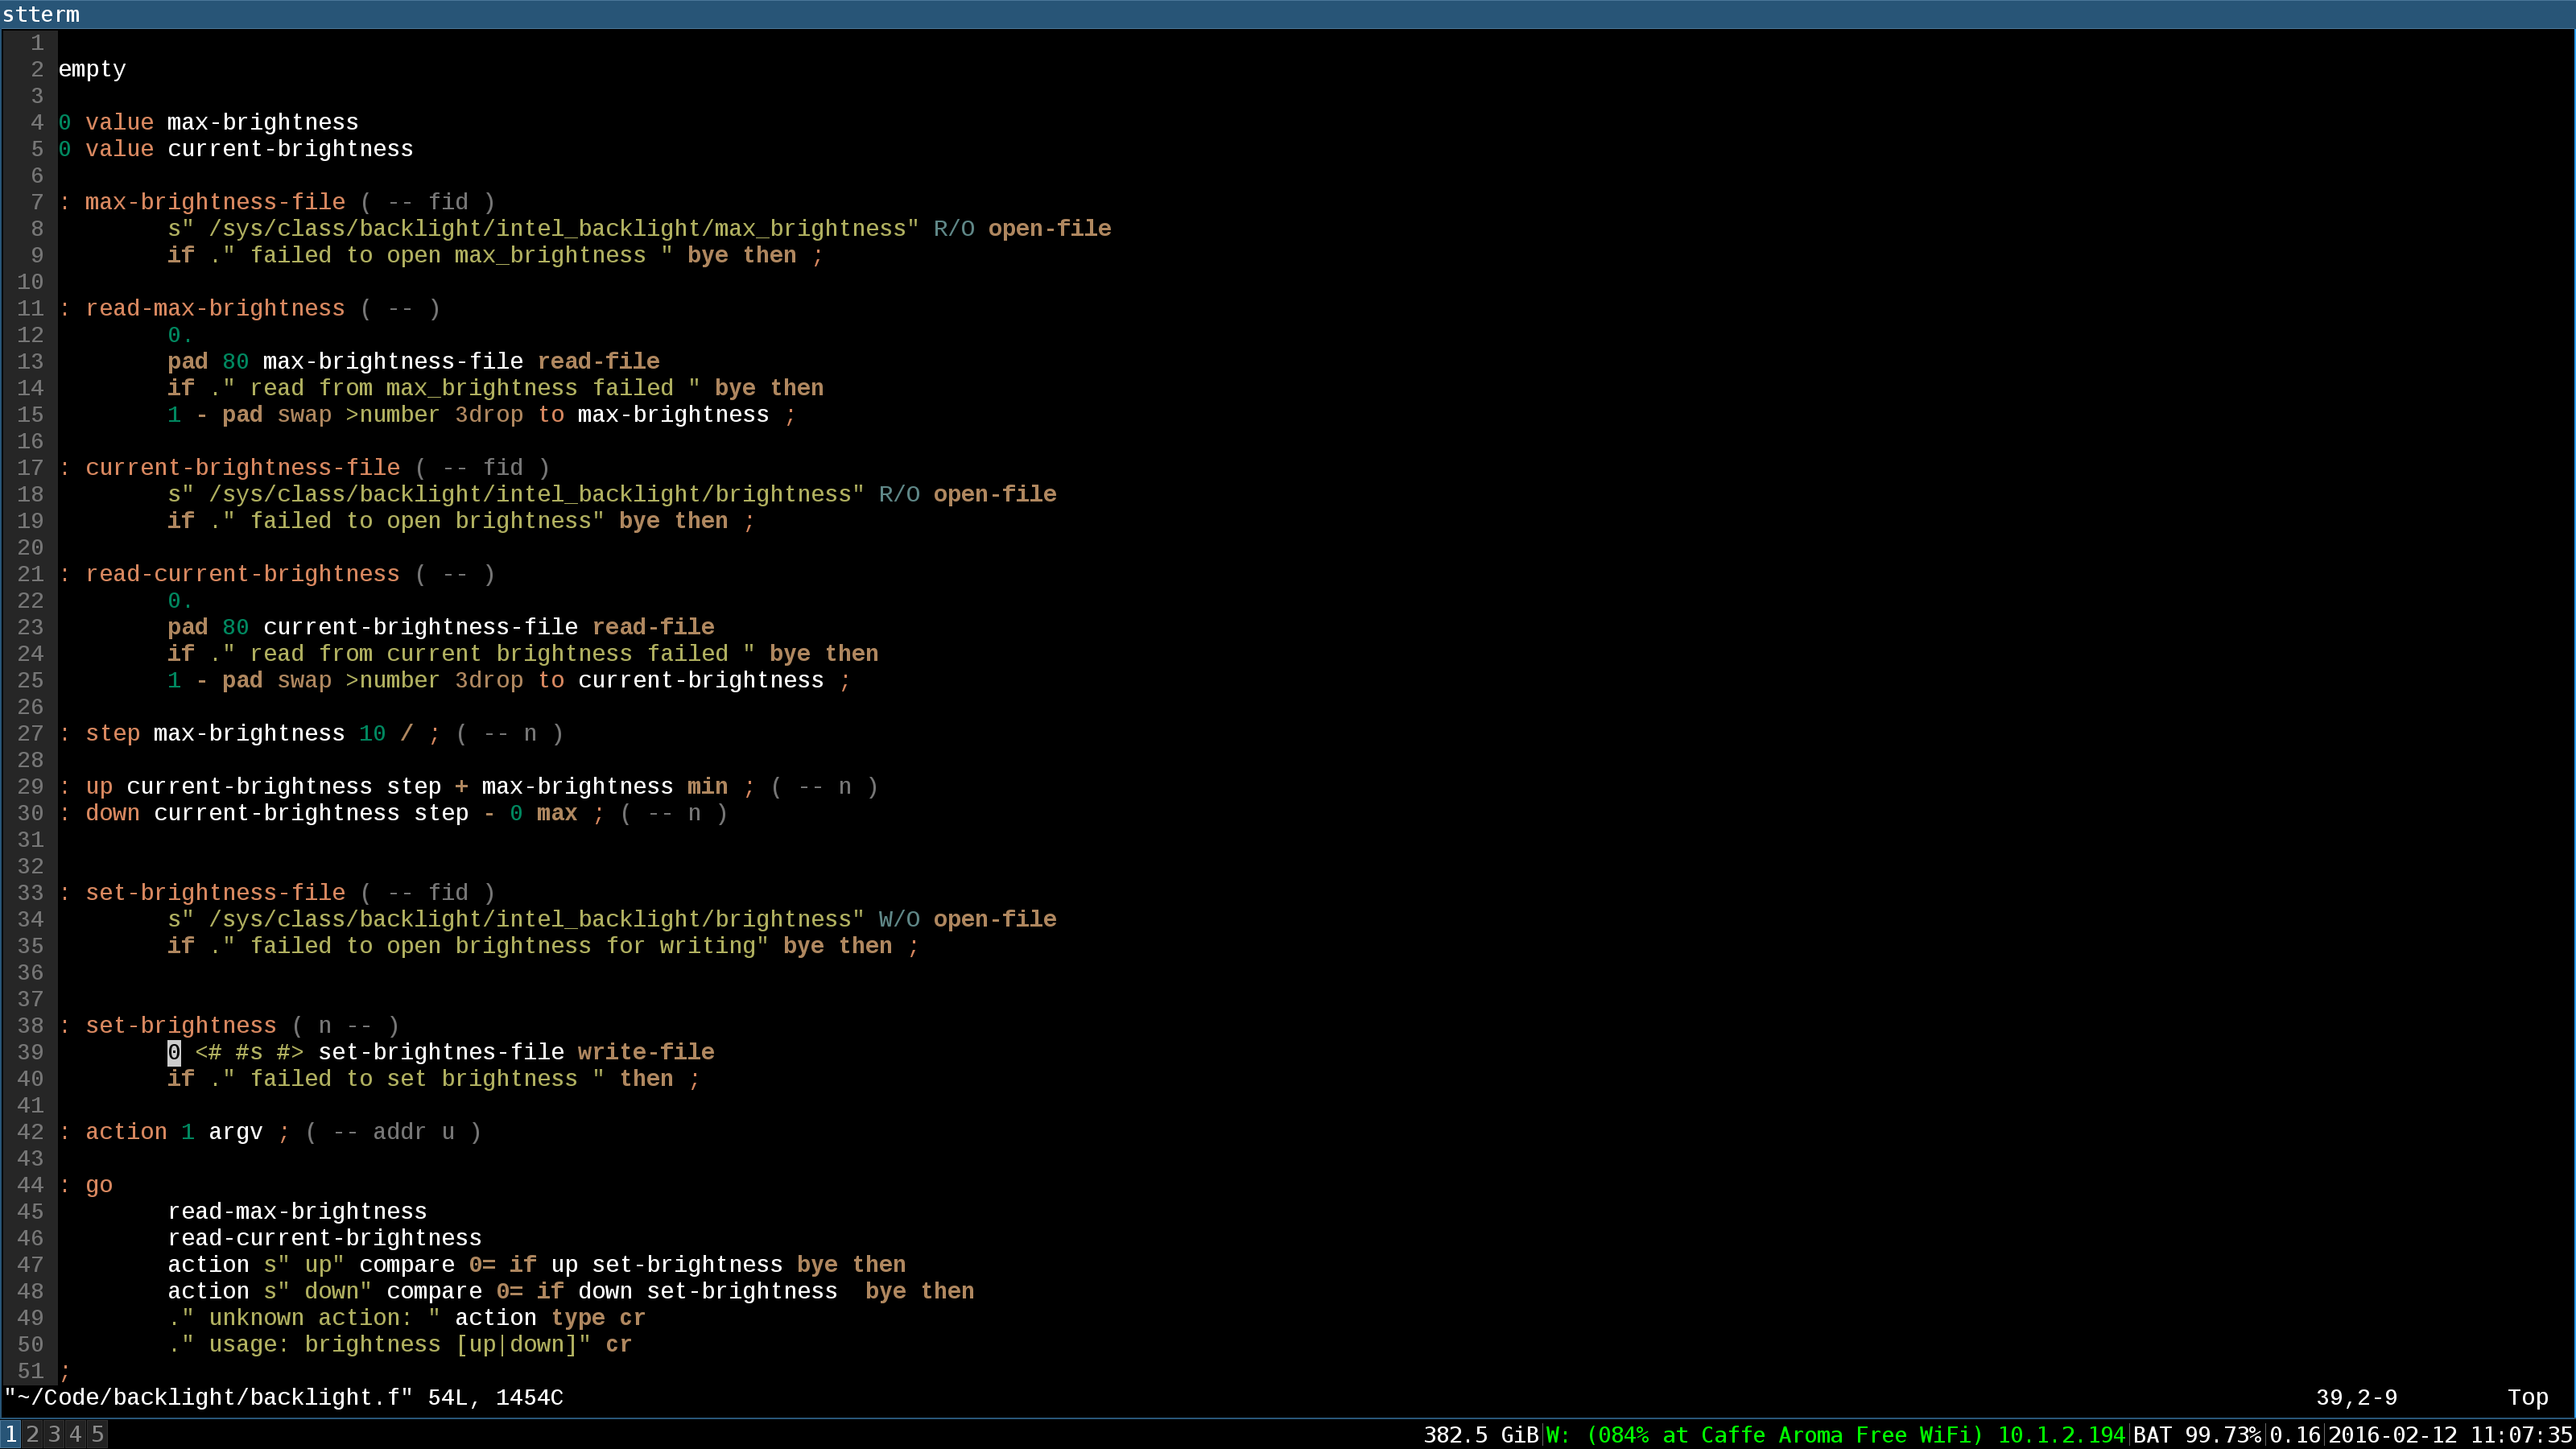 stterm
1
2 empty
3
4 0 value max-brightness
5 0 value current-brightness
6
7 : max-brightness-file ( -- fid )
8         s" /sys/class/backlight/intel_backlight/max_brightness" R/O open-file
9         if ." failed to open max_brightness " bye then ;
10
11 : read-max-brightness ( -- )
12         0.
13         pad 80 max-brightness-file read-file
14         if ." read from max_brightness failed " bye then
15         1 - pad swap >number 3drop to max-brightness ;
16
17 : current-brightness-file ( -- fid )
18         s" /sys/class/backlight/intel_backlight/brightness" R/O open-file
19         if ." failed to open brightness" bye then ;
20
21 : read-current-brightness ( -- )
22         0.
23         pad 80 current-brightness-file read-file
24         if ." read from current brightness failed " bye then
25         1 - pad swap >number 3drop to current-brightness ;
26
27 : step max-brightness 10 / ; ( -- n )
28
29 : up current-brightness step + max-brightness min ; ( -- n )
30 : down current-brightness step - 0 max ; ( -- n )
31
32
33 : set-brightness-file ( -- fid )
34         s" /sys/class/backlight/intel_backlight/brightness" W/O open-file
35         if ." failed to open brightness for writing" bye then ;
36
37
38 : set-brightness ( n -- )
39         0 <# #s #> set-brightnes-file write-file
40         if ." failed to set brightness " then ;
41
42 : action 1 argv ; ( -- addr u )
43
44 : go
45         read-max-brightness
46         read-current-brightness
47         action s" up" compare 0= if up set-brightness bye then
48         action s" down" compare 0= if down set-brightness  bye then
49         ." unknown action: " action type cr
50         ." usage: brightness [up|down]" cr
51 ;
"~/Code/backlight/backlight.f" 54L, 1454C 39,2-9 Top
1 2 3 4 5 382.5 GiB|W: (084% at Caffe Aroma Free WiFi) 10.1.2.194|BAT 99.73%|0.16|2016-02-12 11:07:35